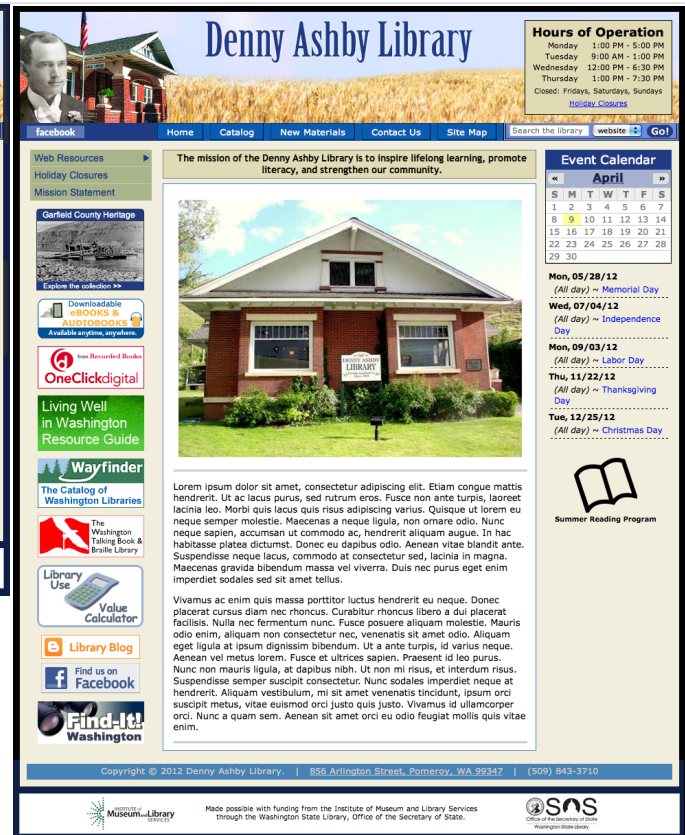 Denny Ashby Library
Hours of Operation
Monday 1:00 PM - 5:00 PM
Tuesday 9:00 AM - 1:00 PM
Wednesday 12:00 PM - 6:30 PM
Thursday 1:00 PM - 7:30 PM
Closed: Fridays, Saturdays, Sundays
Holiday Closures
facebook
Home Catalog New Materials Contact Us Site Map
Search the library website Go!
Web Resources
Holiday Closures
Mission Statement
Garfield County Heritage
Explore the collection >>
Downloadable
eBOOKS &
AUDIOBOOKS
Available anytime, anywhere.
from Recorded Books
OneClickdigital
Living Well
in Washington
Resource Guide
Wayfinder
The Catalog of
Washington Libraries
The
Washington
Talking Book &
Braille Library
Library
Use
Value
Calculator
Library Blog
Find us on
Facebook
Find-It!
Washington
The mission of the Denny Ashby Library is to inspire lifelong learning, promote
literacy, and strengthen our community.
DENNY ASHBY
LIBRARY
Lorem ipsum dolor sit amet, consectetur adipiscing elit. Etiam congue mattis
hendrerit. Ut ac lacus purus, sed rutrum eros. Fusce non ante turpis, laoreet
lacinia leo. Morbi quis lacus quis risus adipiscing varius. Quisque ut lorem eu
neque semper molestie. Maecenas a neque ligula, non ornare odio. Nunc
neque sapien, accumsan ut commodo ac, hendrerit aliquam augue. In hac
habitasse platea dictumst. Donec eu dapibus odio. Aenean vitae blandit ante.
Suspendisse neque lacus, commodo at consectetur sed, lacinia in magna.
Maecenas gravida bibendum massa vel viverra. Duis nec purus eget enim
imperdiet sodales sed sit amet tellus.
Vivamus ac enim quis massa porttitor luctus hendrerit eu neque. Donec
placerat cursus diam nec rhoncus. Curabitur rhoncus libero a dui placerat
facilisis. Nulla nec fermentum nunc. Fusce posuere aliquam molestie. Mauris
odio enim, aliquam non consectetur nec, venenatis sit amet odio. Aliquam
eget ligula at ipsum dignissim bibendum. Ut a ante turpis, id varius neque.
Aenean vel metus lorem. Fusce et ultrices sapien. Praesent id leo purus.
Nunc non mauris ligula, at dapibus nibh. Ut non mi risus, et interdum risus.
Suspendisse semper suscipit consectetur. Nunc sodales imperdiet neque at
hendrerit. Aliquam vestibulum, mi sit amet venenatis tincidunt, ipsum orci
suscipit metus, vitae euismod orci justo quis justo. Vivamus id ullamcorper
orci. Nunc a quam sem. Aenean sit amet orci eu odio feugiat mollis quis vitae
enim.
Event Calendar
« April »
S M T W T F S
1 2 3 4 5 6 7
8 9 10 11 12 13 14
15 16 17 18 19 20 21
22 23 24 25 26 27 28
29 30
Mon, 05/28/12
(All day) ~ Memorial Day
Wed, 07/04/12
(All day) ~ Independence
Day
Mon, 09/03/12
(All day) ~ Labor Day
Thu, 11/22/12
(All day) ~ Thanksgiving
Day
Tue, 12/25/12
(All day) ~ Christmas Day
Summer Reading Program
Copyright © 2012 Denny Ashby Library. | 856 Arlington Street, Pomeroy, WA 99347 | (509) 843-3710
INSTITUTE of
Museum and Library
SERVICES
Made possible with funding from the Institute of Museum and Library Services
through the Washington State Library, Office of the Secretary of State.
SOS
Office of the Secretary of State
Washington State Library